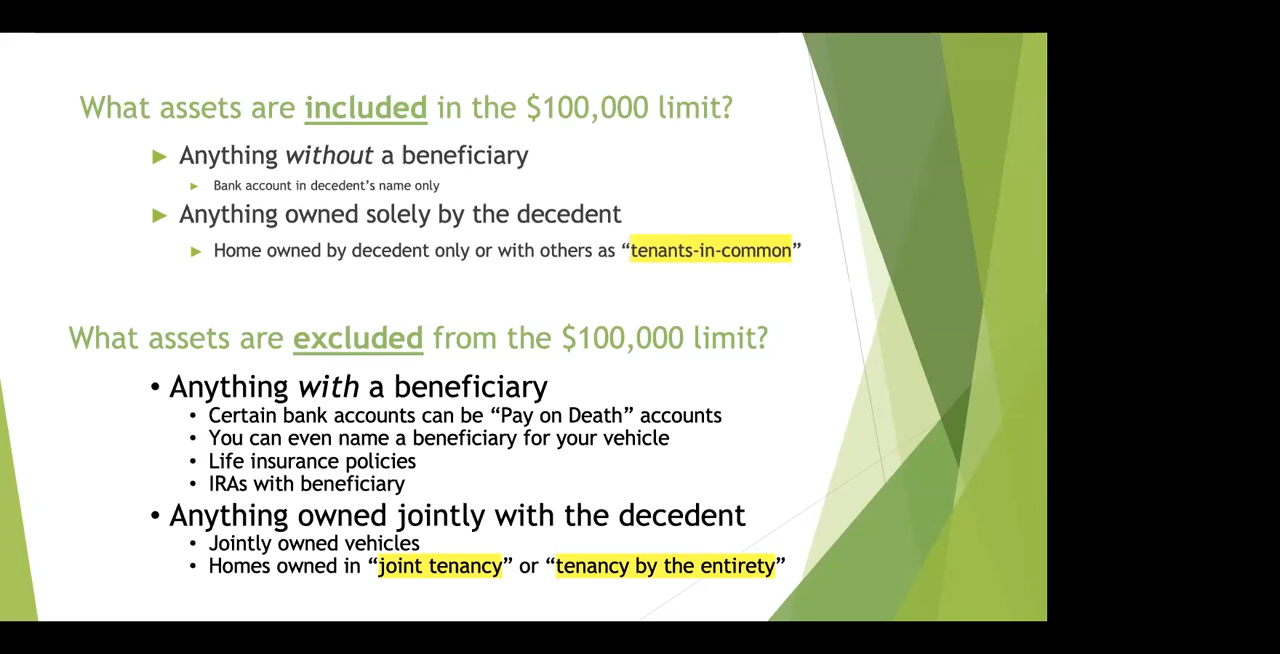 What assets are included in the $100,000 limit?
Anything without a beneficiary
Bank account in decedent's name only
Anything owned solely by the decedent
Home owned by decedent only or with others as “tenants-in-common”
What assets are excluded from the $100,000 limit?
• Anything with a beneficiary
• Certain bank accounts can be “Pay on Death” accounts
• You can even name a beneficiary for your vehicle
• Life insurance policies
• IRAs with beneficiary
• Anything owned jointly with the decedent
• Jointly owned vehicles
• Homes owned in “joint tenancy” or “tenancy by the entirety”